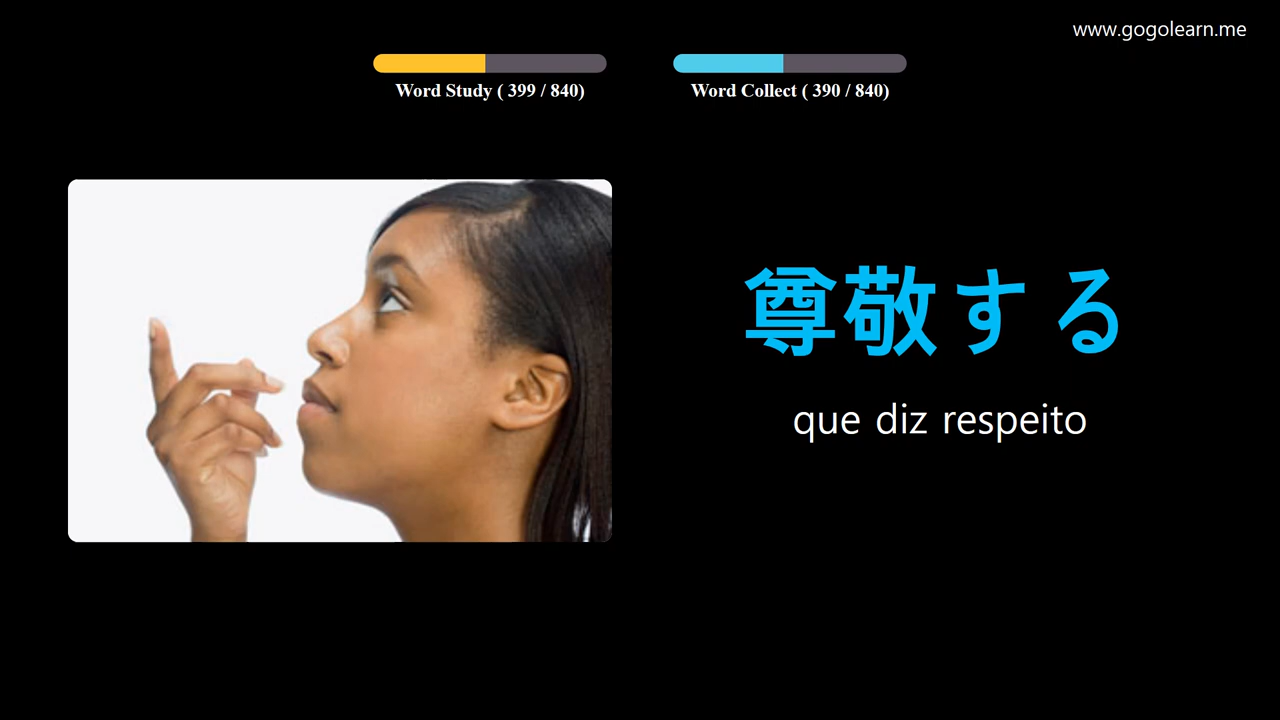 www.gogolearn.me
Word Study ( 399 / 840)
Word Collect ( 390 / 840)
尊敬する
que diz respeito